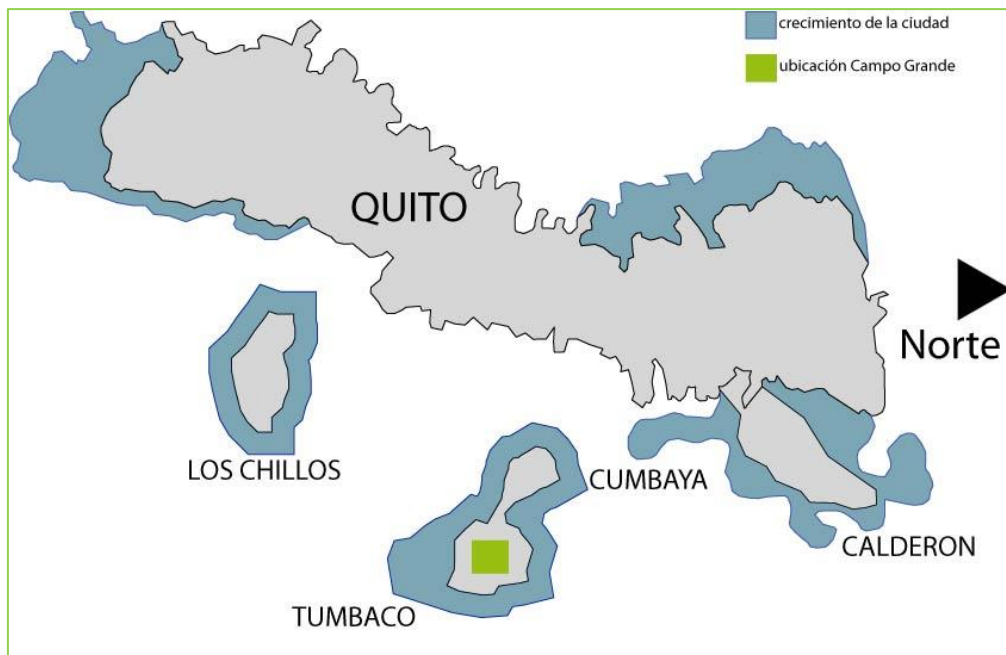 crecimiento de la ciudad
ubicación Campo Grande
QUITO
Norte
LOS CHILLOS
CUMBAYA
CALDERON
TUMBACO